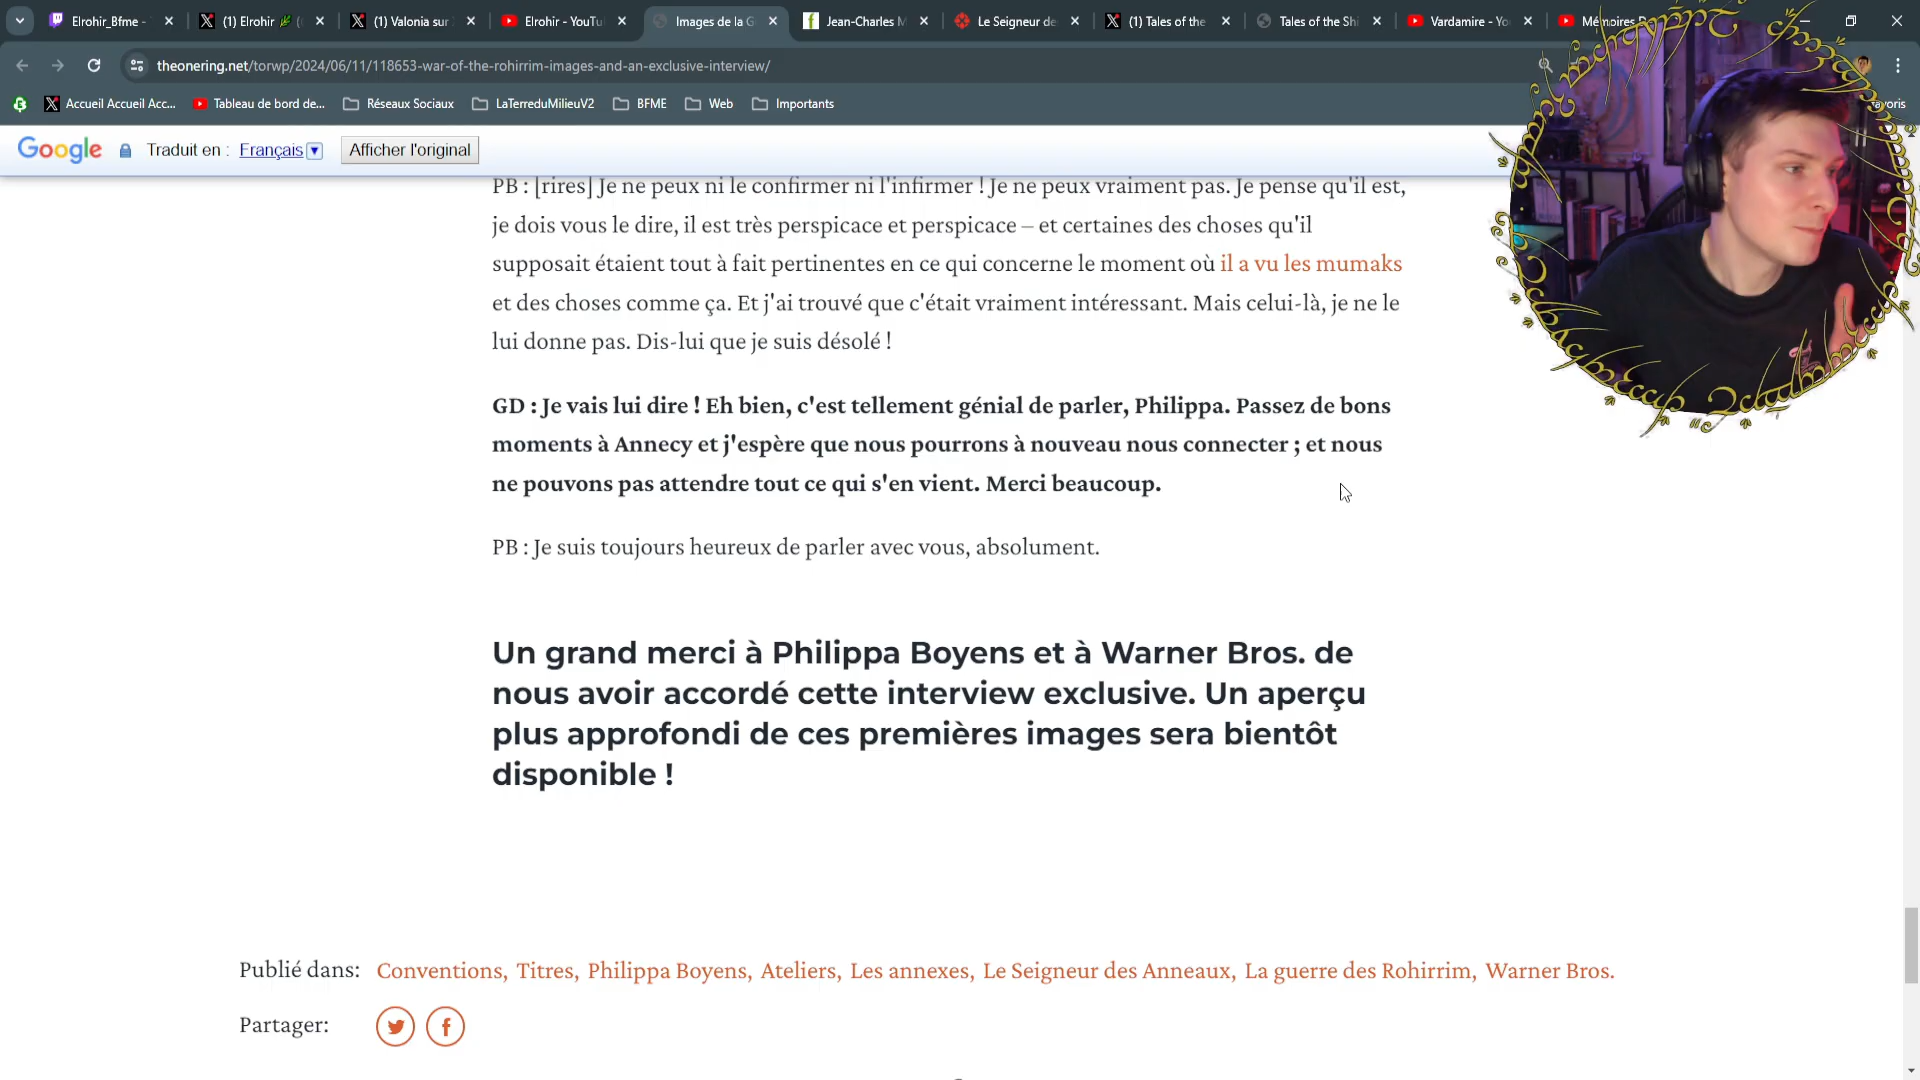 Elrohir_Bfme -
(1) Elrohir
(1) Valonia sur
Elrohir - YouTu
Images de la G
Jean-Charles M
Le Seigneur de
(1) Tales of the
Tales of the Shi
Vardamire - Yo
Mémoires
theonering.net/torwp/2024/06/11/118653-war-of-the-rohirrim-images-and-an-exclusive-interview/
Accueil Accueil Acc...
Tableau de bord de...
Réseaux Sociaux
LaTerreduMilieuV2
BFME
Web
Importants
favoris
Google Traduit en : Français Afficher l'original
PB : [rires] Je ne peux ni le confirmer ni l'infirmer ! Je ne peux vraiment pas. Je pense qu'il est,
je dois vous le dire, il est très perspicace et perspicace – et certaines des choses qu'il
supposait étaient tout à fait pertinentes en ce qui concerne le moment où il a vu les mumaks
et des choses comme ça. Et j'ai trouvé que c'était vraiment intéressant. Mais celui-là, je ne le
lui donne pas. Dis-lui que je suis désolé !
GD : Je vais lui dire ! Eh bien, c'est tellement génial de parler, Philippa. Passez de bons
moments à Annecy et j'espère que nous pourrons à nouveau nous connecter ; et nous
ne pouvons pas attendre tout ce qui s'en vient. Merci beaucoup.
PB : Je suis toujours heureux de parler avec vous, absolument.
Un grand merci à Philippa Boyens et à Warner Bros. de
nous avoir accordé cette interview exclusive. Un aperçu
plus approfondi de ces premières images sera bientôt
disponible !
Publié dans: Conventions, Titres, Philippa Boyens, Ateliers, Les annexes, Le Seigneur des Anneaux, La guerre des Rohirrim, Warner Bros.
Partager: